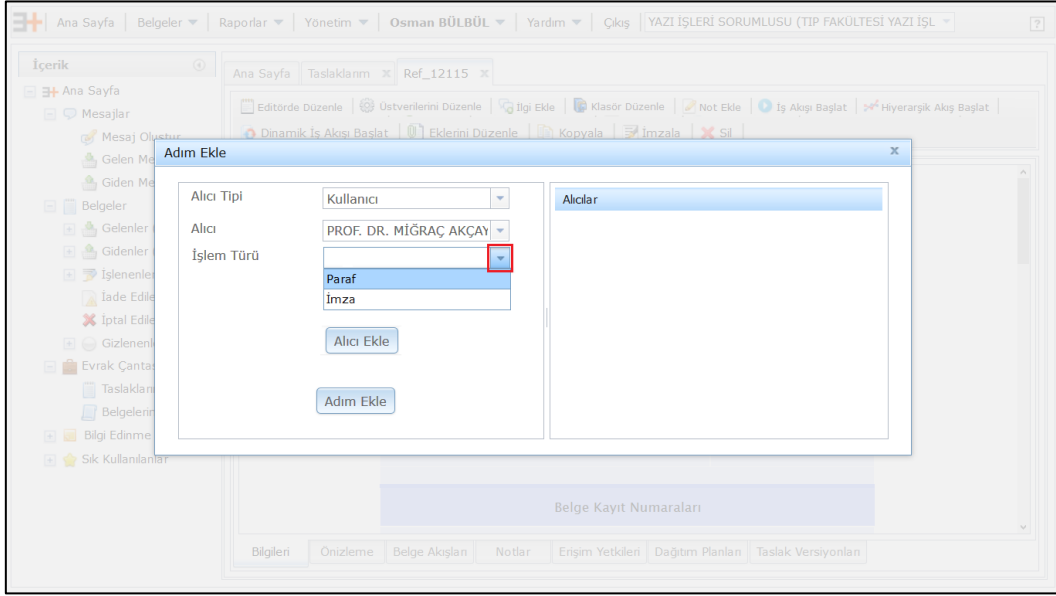 Ana Sayfa Belgeler Raporlar Yönetim Osman BÜLBÜL Yardım Çıkış YAZI İŞLERİ SORUMLUSU (TIP FAKÜLTESİ YAZI İŞL
İçerik
Ana Sayfa Taslaklarım Ref_12115
Ana Sayfa
Mesajlar
Mesaj Oluştur
Gelen Me
Giden Me
Belgeler
Gelenler
Gidenler
İşlenenler
İade Edile
İptal Edile
Gizlenenl
Evrak Çantas
Taslakları
Belgelerim
Bilgi Edinme
Sık Kullanılanlar
Editörde Düzenle Üstverilerini Düzenle İlgi Ekle Klasör Düzenle Not Ekle İş Akışı Başlat Hiyerarşik Akış Başlat
Dinamik İş Akışı Başlat Eklerini Düzenle Kopyala İmzala Sil
Adım Ekle x
Alıcı Tipi Kullanıcı
Alıcı PROF. DR. MİĞRAÇ AKÇAY
İşlem Türü
Paraf
İmza
Alıcı Ekle
Adım Ekle
Alıcılar
Belge Kayıt Numaraları
Bilgileri Önizleme Belge Akışları Notlar Erişim Yetkileri Dağıtım Planları Taslak Versiyonları